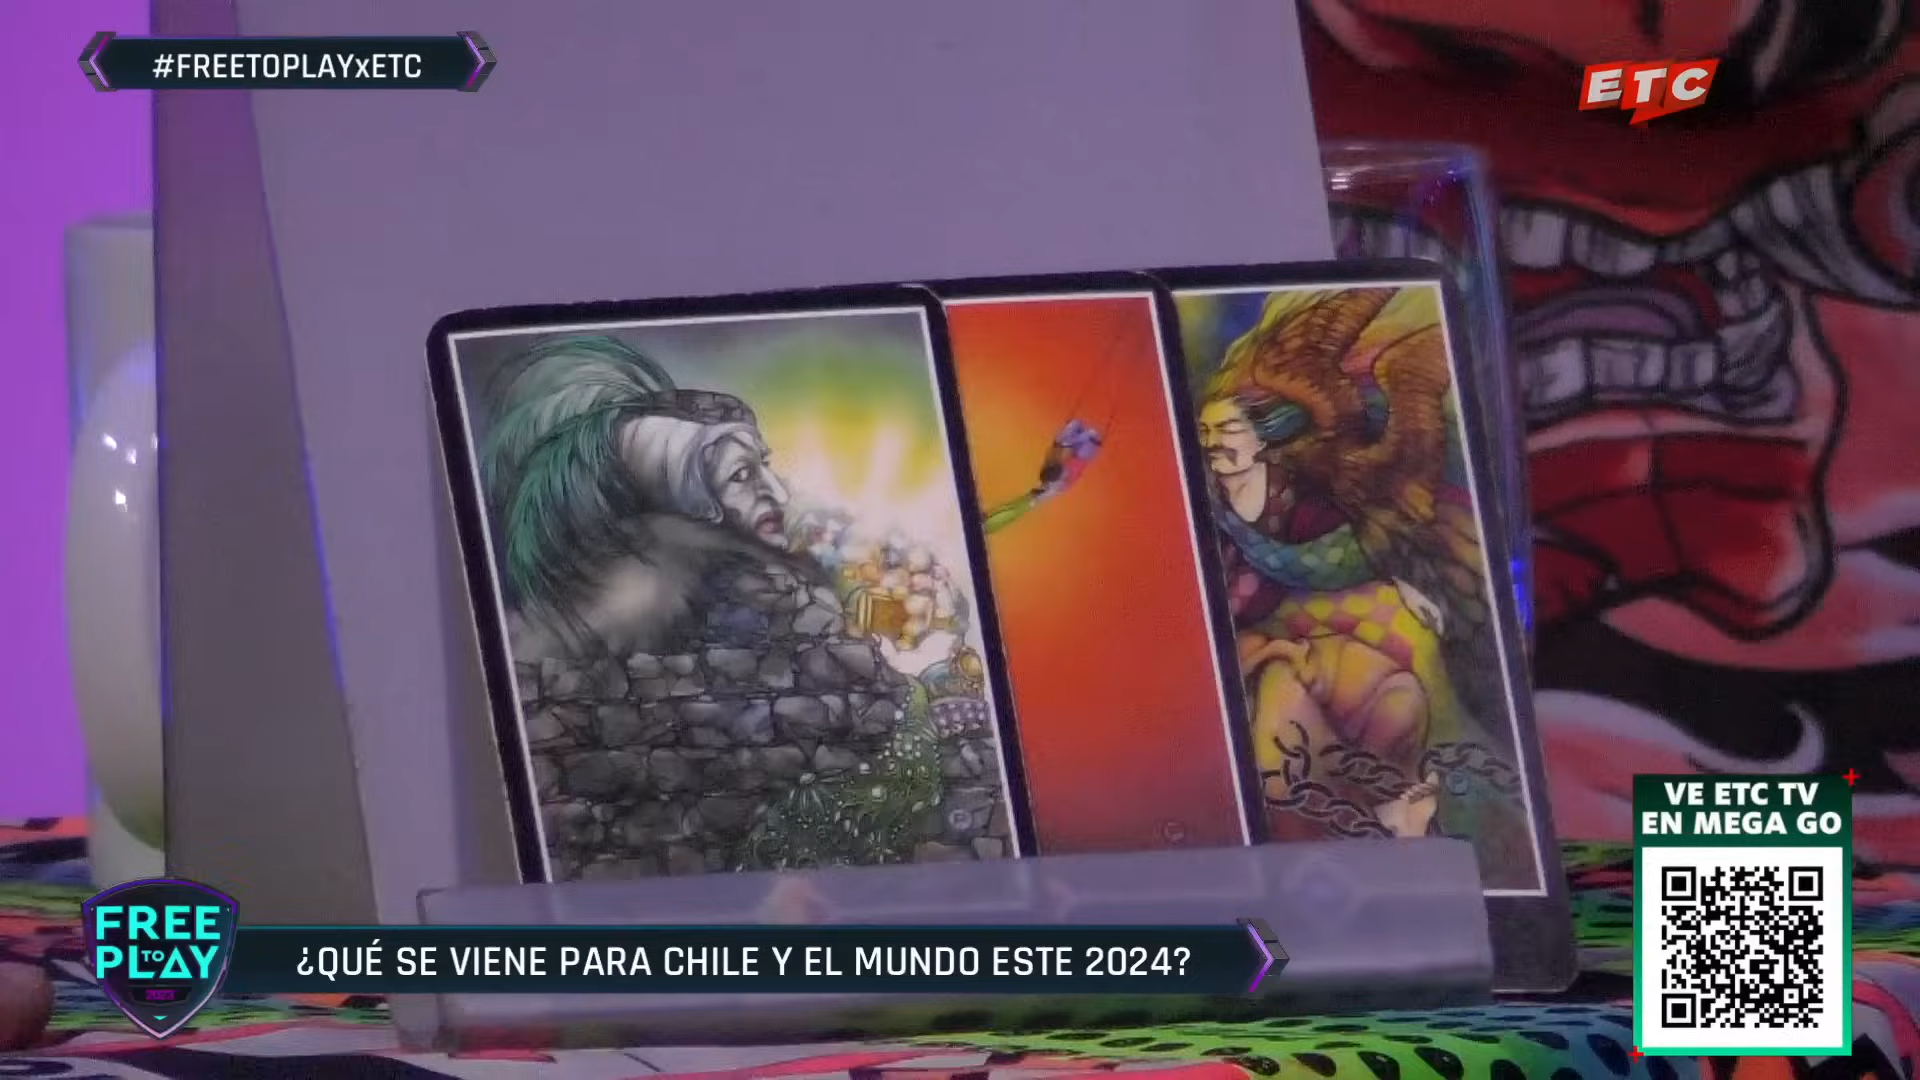 #FREETOPLAYxETC
ETC
VE ETC TV
EN MEGA GO
FREE
TO
PLAY
2023
¿QUÉ SE VIENE PARA CHILE Y EL MUNDO ESTE 2024?